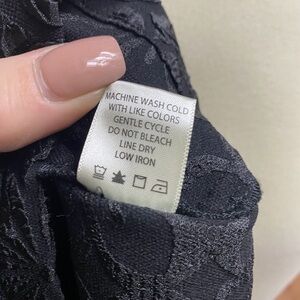 MACHINE WASH COLD
WITH LIKE COLORS
GENTLE CYCLE
DO NOT BLEACH
LINE DRY
LOW IRON